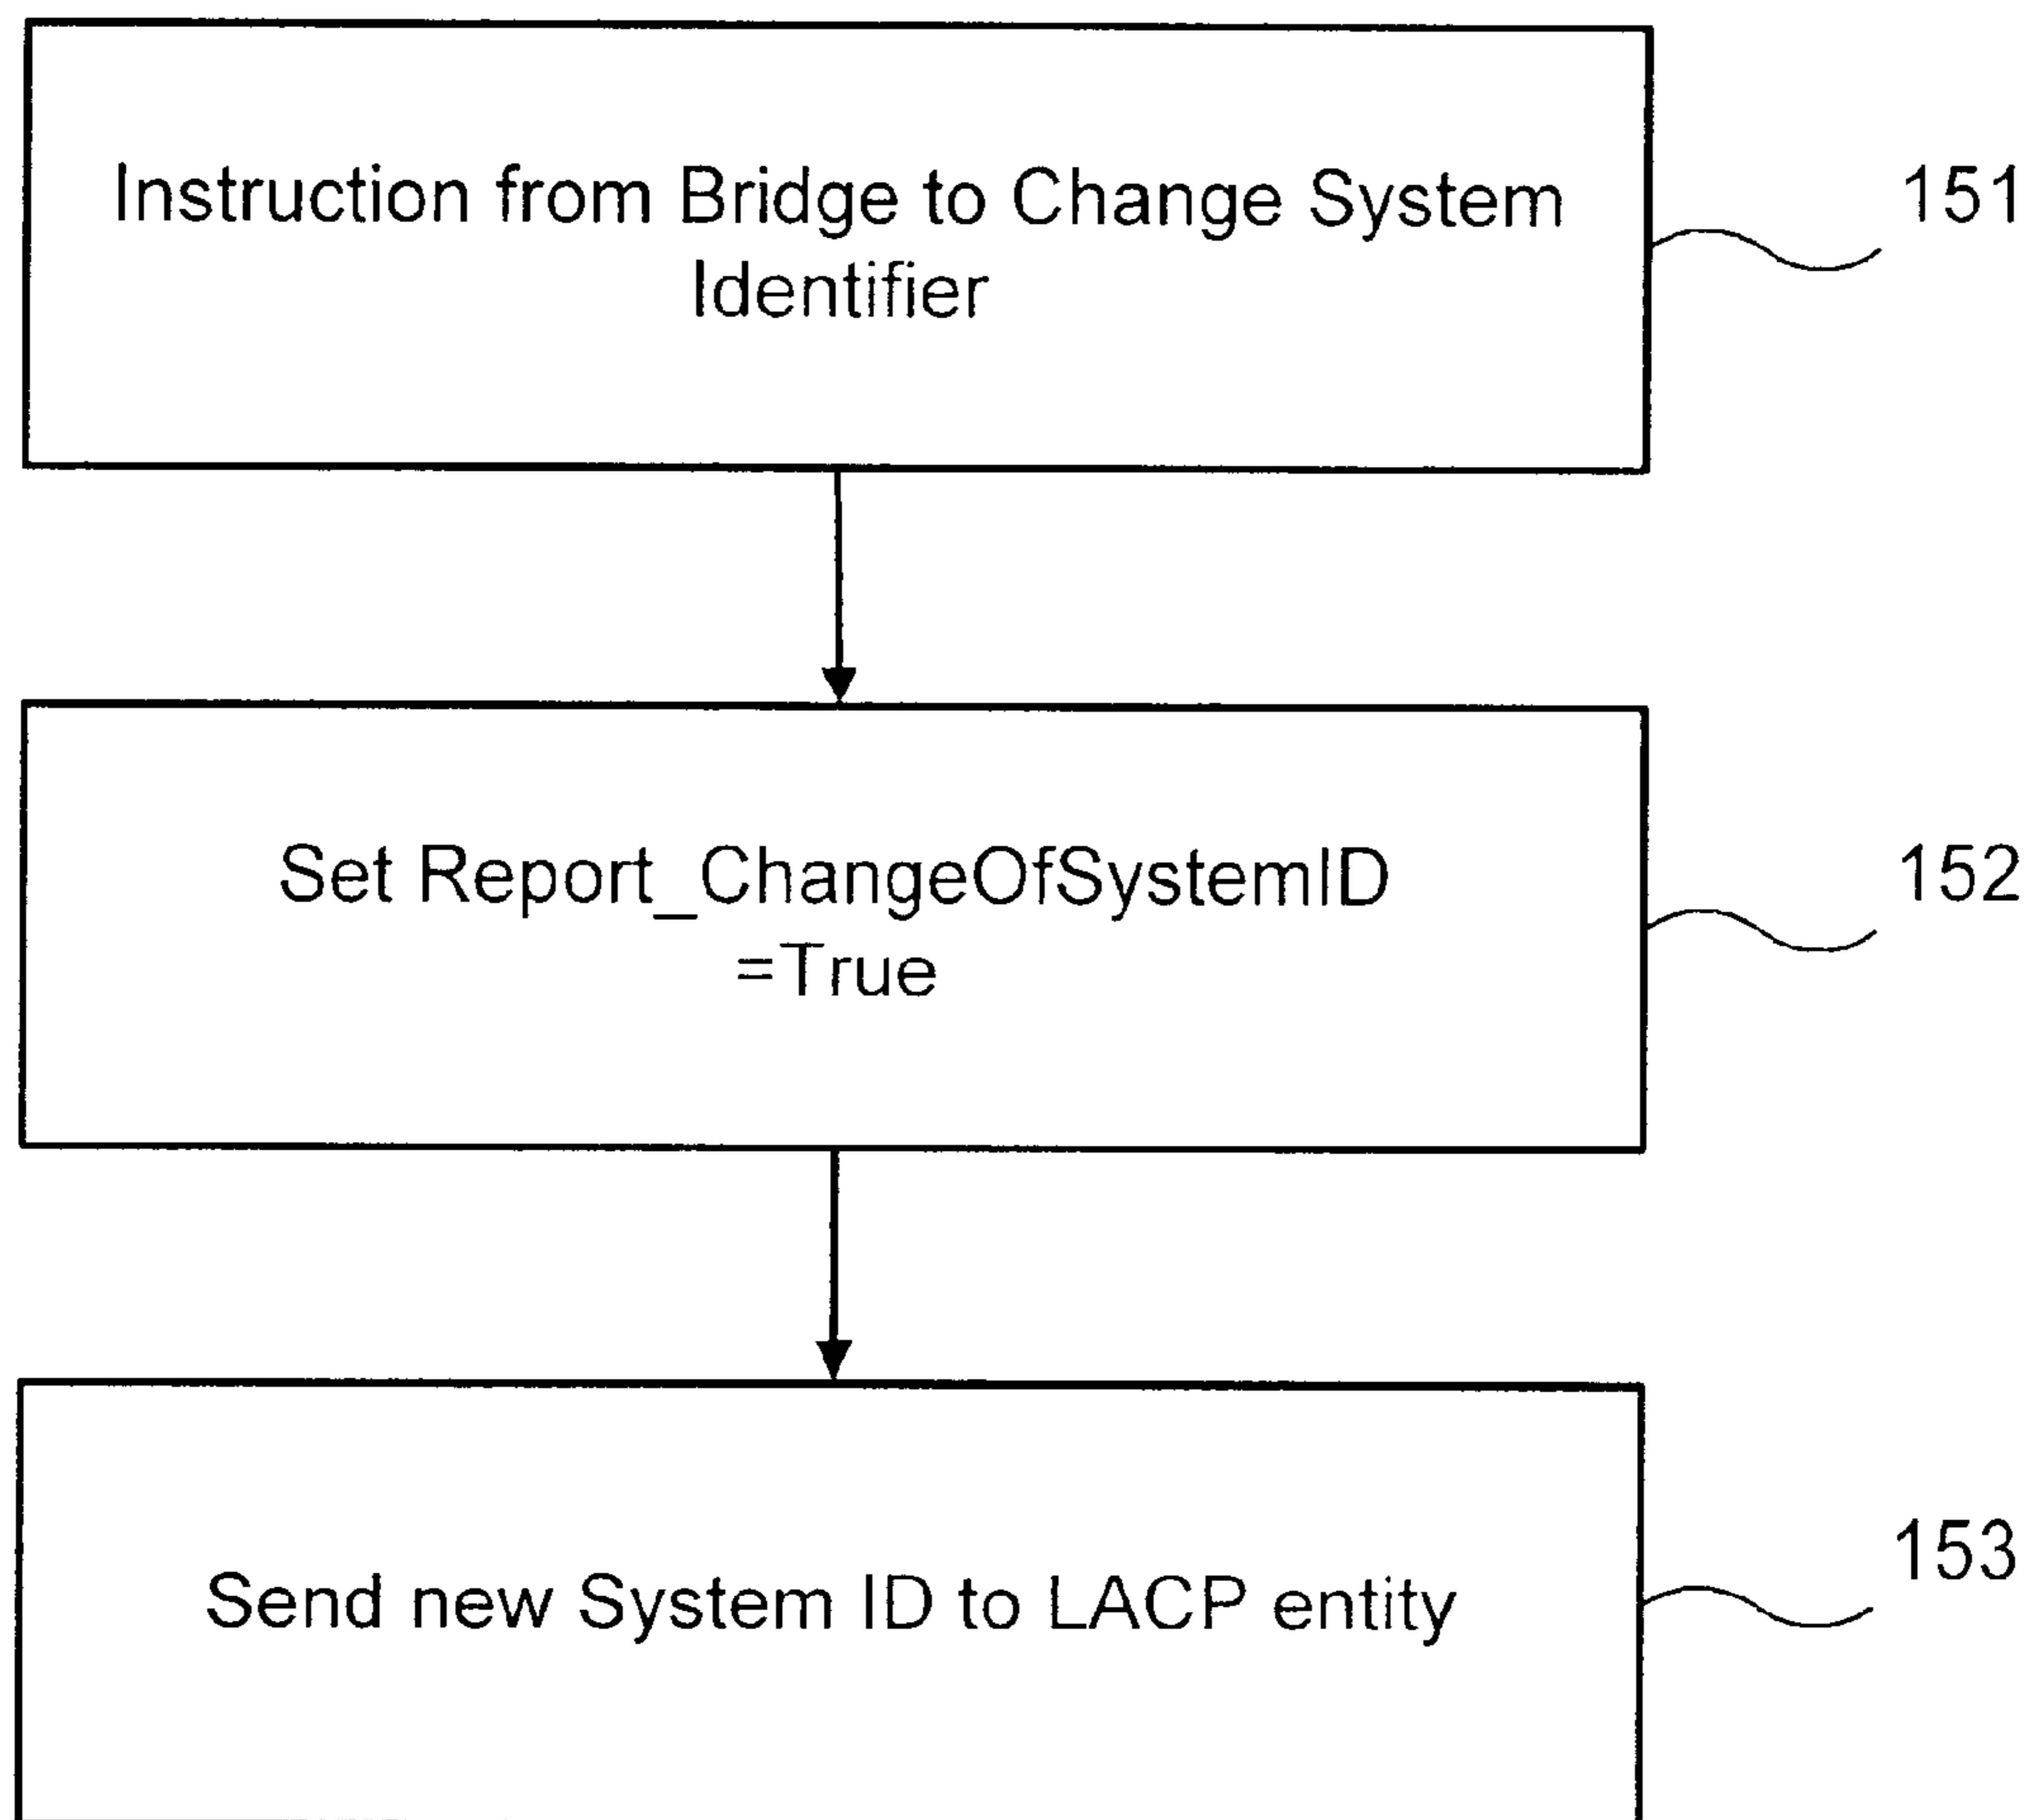 Instruction from Bridge to Change System
Identifier
151
Set Report_ChangeOfSystemID
=True
152
Send new System ID to LACP entity
153